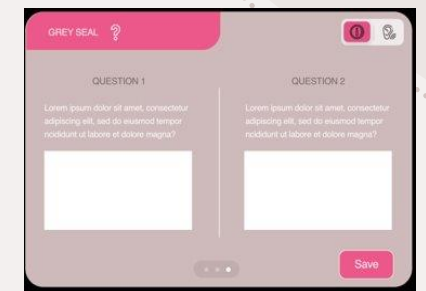 GREY SEAL ?
QUESTION 1
Lorem ipsum dolor sit amet, consectetur
adipiscing elit, sed do eiusmod tempor
ncididunt ut labore et dolore magna?
QUESTION 2
Lorem ipsum dolor sit amet, consectetur
adipiscing elit, sed do eiusmod tempor
ncididunt ut labore et dolore magna?
Save